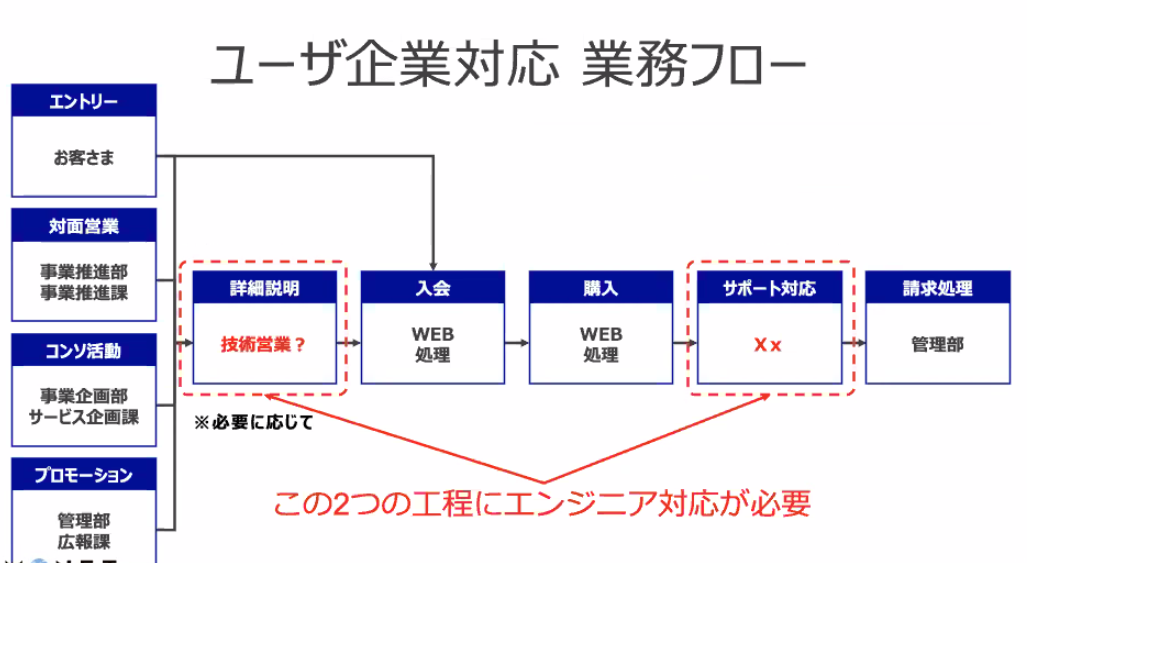 ユーザ企業対応 業務フロー
エントリー
お客さま
対面営業
事業推進部
事業推進課
コンソ活動
事業企画部
サービス企画課
プロモーション
管理部
広報課
詳細説明
技術営業？
※必要に応じて
入会
WEB
処理
購入
WEB
処理
サポート対応
Xx
請求処理
管理部
この2つの工程にエンジニア対応が必要